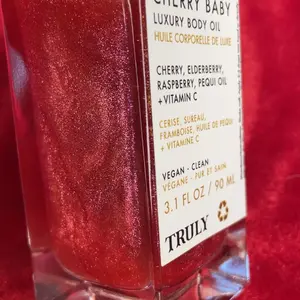 CHERRY BABY
LUXURY BODY OIL
HUILE CORPORELLE DE LUXE
CHERRY, ELDERBERRY,
RASPBERRY, PEQUI OIL
+ VITAMIN C
CERISE, SUREAU,
FRAMBOISE, HUILE DE PEQUI
+ VITAMINE C
VEGAN - CLEAN
VÉGANE - PUR ET SAIN
3.1 FL OZ / 90 ML
TRULY